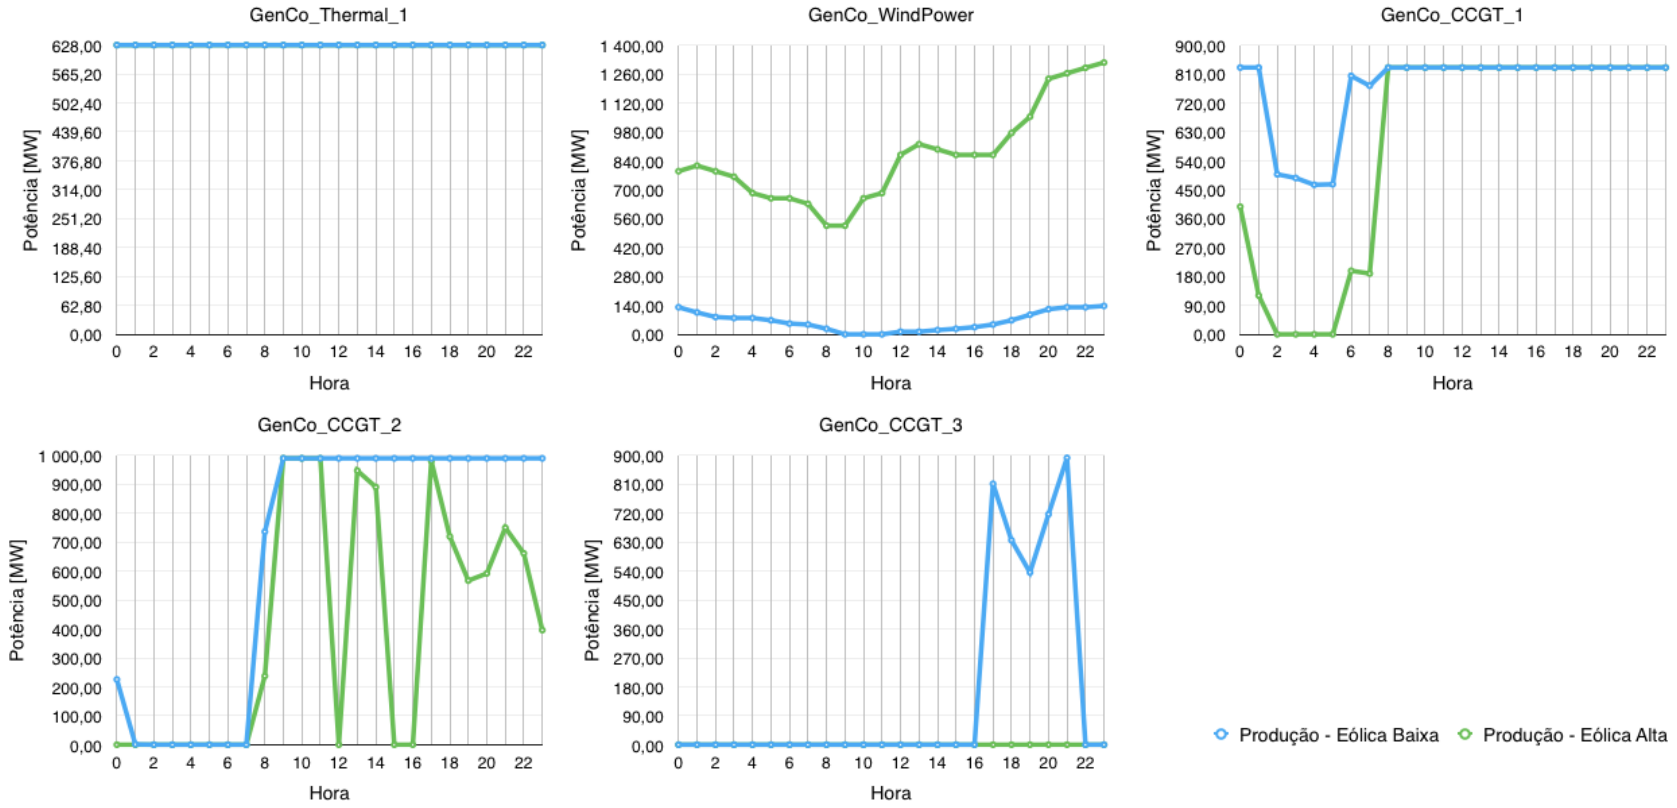 GenCo_Thermal_1
Potência [MW]
628,00
565,20
502,40
439,60
376,80
314,00
251,20
188,40
125,60
62,80
0,00
0 2 4 6 8 10 12 14 16 18 20 22
Hora
GenCo_WindPower
Potência [MW]
1 400,00
1 260,00
1 120,00
980,00
840,00
700,00
560,00
420,00
280,00
140,00
0,00
0 2 4 6 8 10 12 14 16 18 20 22
Hora
GenCo_CCGT_1
Potência [MW]
900,00
810,00
720,00
630,00
540,00
450,00
360,00
270,00
180,00
90,00
0,00
0 2 4 6 8 10 12 14 16 18 20 22
Hora
GenCo_CCGT_2
Potência [MW]
1 000,00
900,00
800,00
700,00
600,00
500,00
400,00
300,00
200,00
100,00
0,00
0 2 4 6 8 10 12 14 16 18 20 22
Hora
GenCo_CCGT_3
Potência [MW]
900,00
810,00
720,00
630,00
540,00
450,00
360,00
270,00
180,00
90,00
0,00
0 2 4 6 8 10 12 14 16 18 20 22
Hora
Produção - Eólica Baixa
Produção - Eólica Alta